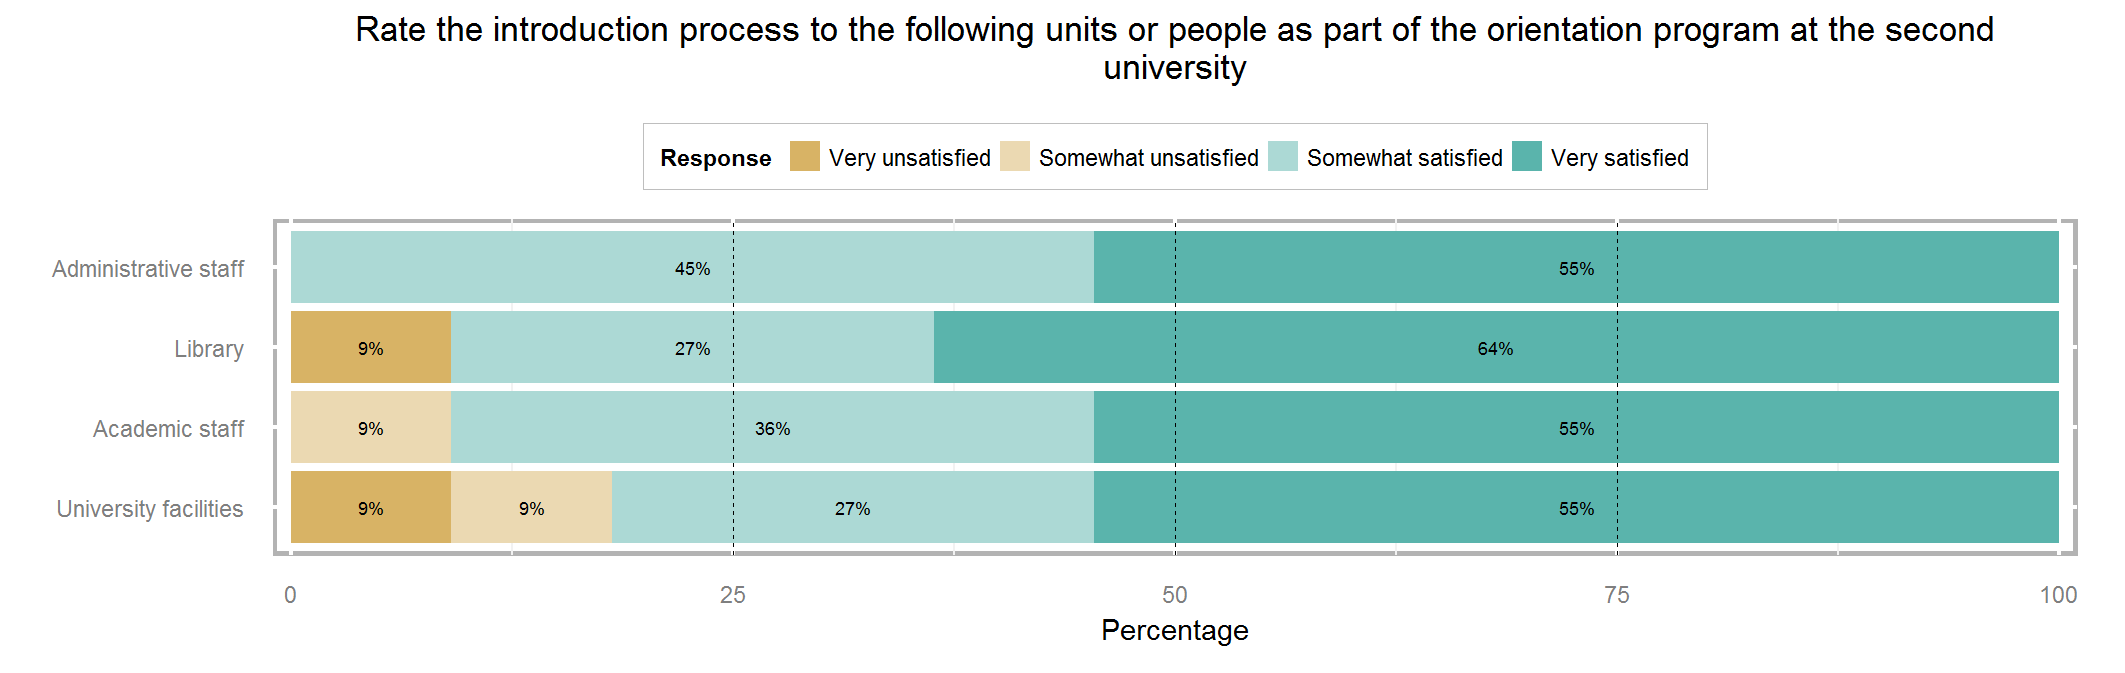 Rate the introduction process to the following units or people as part of the orientation program at the second
university
Response Very unsatisfied Somewhat unsatisfied Somewhat satisfied Very satisfied
Administrative staff 45% 55%
Library 9% 27% 64%
Academic staff 9% 36% 55%
University facilities 9% 9% 27% 55%
0 25 50 75 100
Percentage